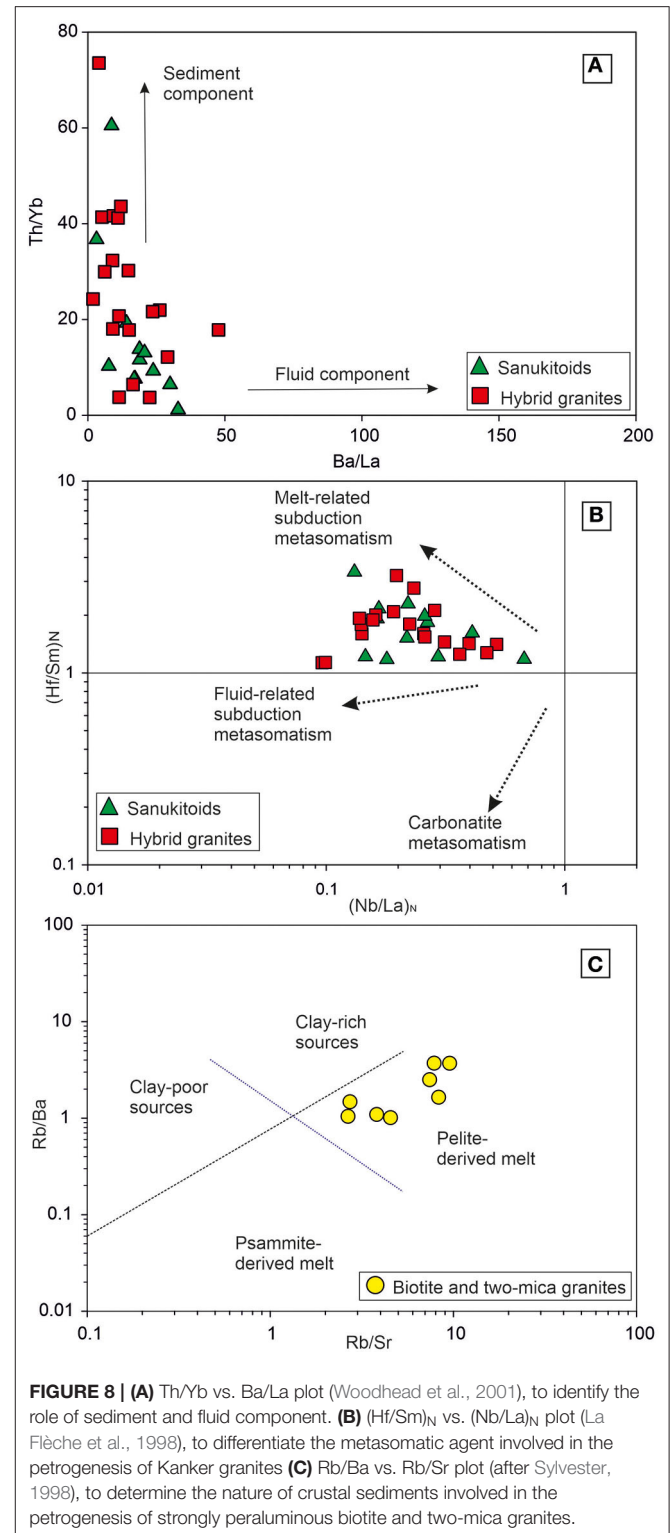 80
A
Sediment
component
60
Th/Yb
40
20
Fluid component
Sanukitoids
Hybrid granites
0
0
50
100
150
200
Ba/La
10
Melt-related
subduction
metasomatism
B
(Hf/Sm)N
1
Fluid-related
subduction
metasomatism
Sanukitoids
Hybrid granites
Carbonatite
metasomatism
0.1
0.01
0.1
1
(Nb/La)N
100
C
10
Clay-rich
sources
Clay-poor
sources
Rb/Ba
1
Pelite-
derived melt
0.1
Psammite-
derived melt
Biotite and two-mica granites
0.01
0.1
1
10
100
Rb/Sr
FIGURE 8 | (A) Th/Yb vs. Ba/La plot (Woodhead et al., 2001), to identify the
role of sediment and fluid component. (B) (Hf/Sm)N vs. (Nb/La)N plot (La
Flèche et al., 1998), to differentiate the metasomatic agent involved in the
petrogenesis of Kanker granites (C) Rb/Ba vs. Rb/Sr plot (after Sylvester,
1998), to determine the nature of crustal sediments involved in the
petrogenesis of strongly peraluminous biotite and two-mica granites.